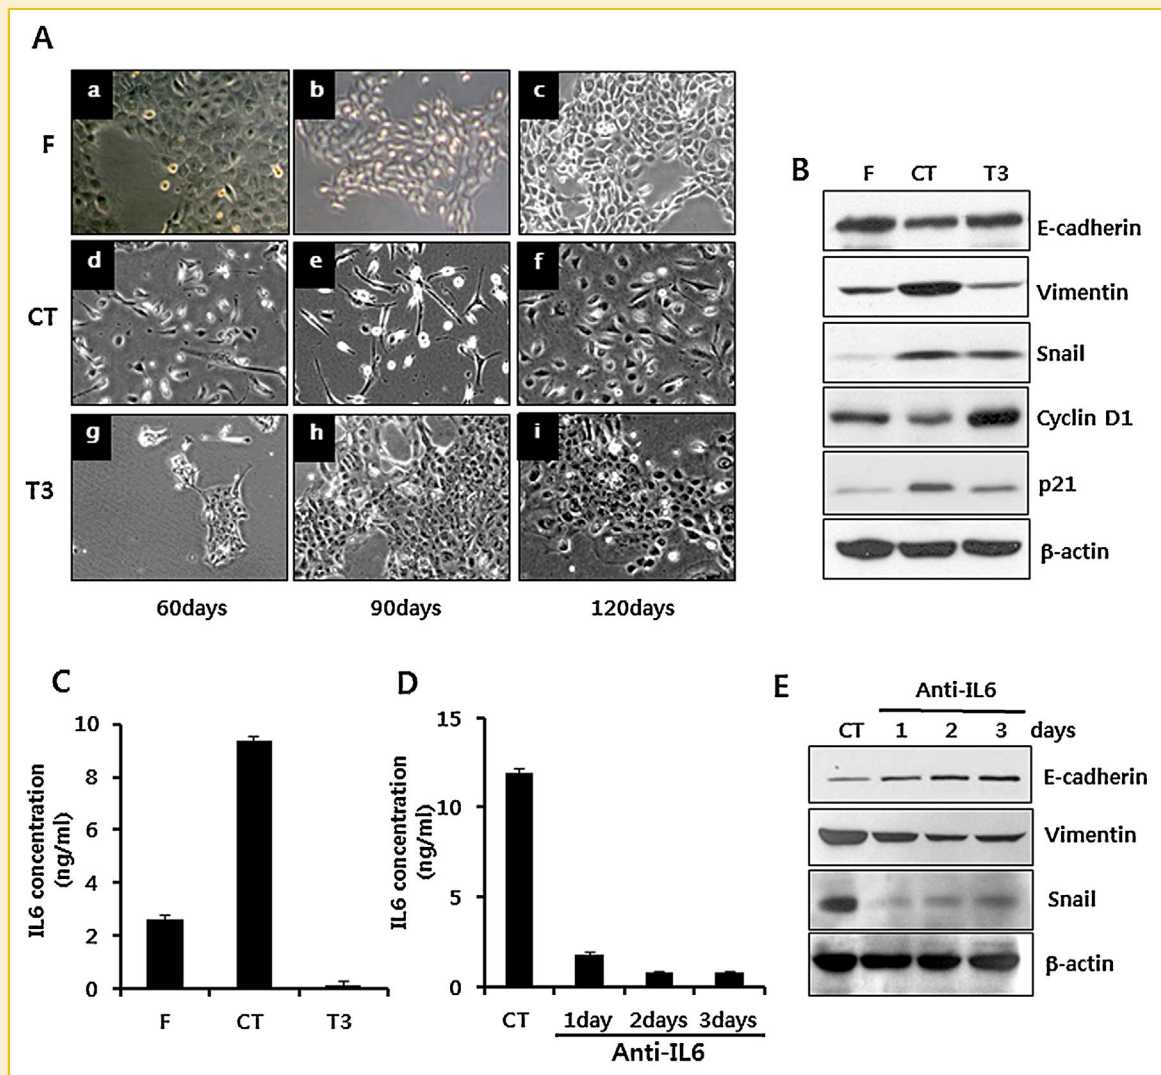 A
a b c
F
d e f
CT
g h i
T3
60days 90days 120days
B
F CT T3
E-cadherin
Vimentin
Snail
Cyclin D1
p21
β-actin
C
IL6 concentration
(ng/ml)
10
8
6
4
2
0
F CT T3
D
IL6 concentration
(ng/ml)
15
10
5
0
CT 1day 2days 3days
Anti-IL6
E
Anti-IL6
CT 1 2 3 days
E-cadherin
Vimentin
Snail
β-actin